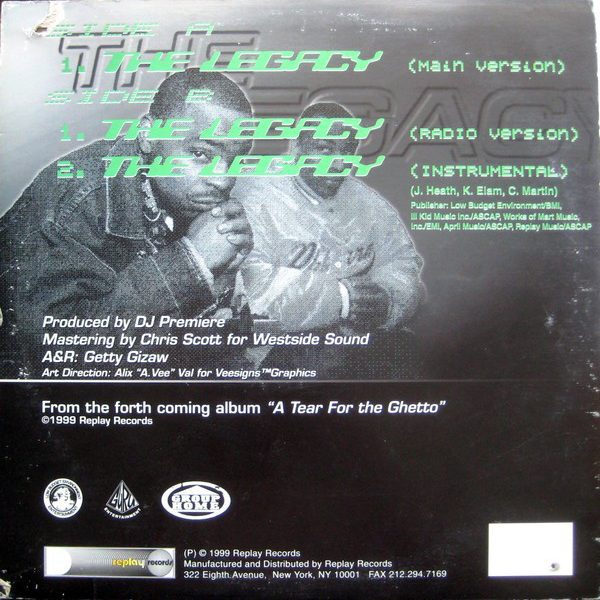 SIDE A
1. THE LEGACY (Main version)
SIDE B
1. THE LEGACY (RADIO version)
2. THE LEGACY (INSTRUMENTAL)
(J. Heath, K. Elam, C. Martin)
Publisher: Low Budget Environment/BMI,
Ill Kid Music Inc./ASCAP, Works of Mart Music,
Inc./EMI, April Music/ASCAP, Replay Music/ASCAP
THE
LEGACY
Produced by DJ Premiere
Mastering by Chris Scott for Westside Sound
A&R: Getty Gizaw
Art Direction: Alix "A.Vee" Val for Veesigns™Graphics
From the forth coming album "A Tear For the Ghetto"
©1999 Replay Records
GURU
ENTERTAINMENT
GROUP
HOME
replay records
(P) © 1999 Replay Records
Manufactured and Distributed by Replay Records
322 Eighth.Avenue, New York, NY 10001 FAX 212.294.7169